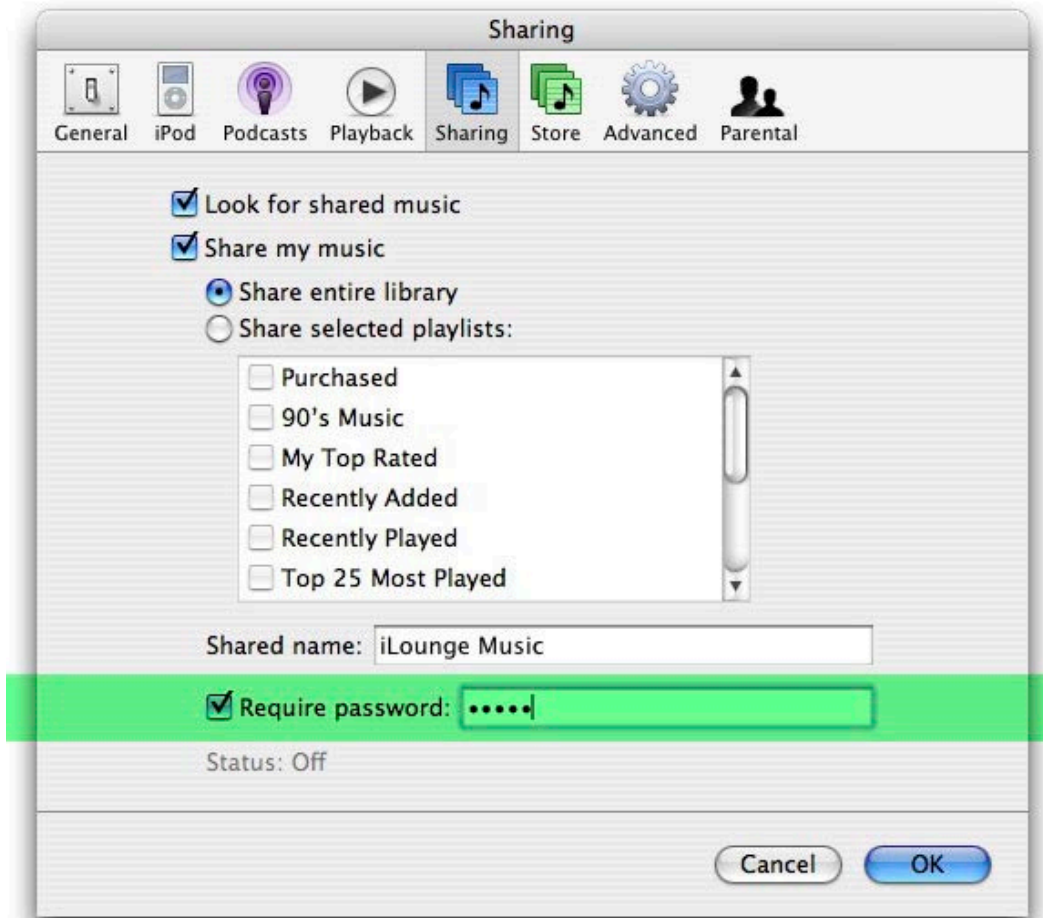 Sharing
General iPod Podcasts Playback Sharing Store Advanced Parental
Look for shared music
Share my music
Share entire library
Share selected playlists:
Purchased
90's Music
My Top Rated
Recently Added
Recently Played
Top 25 Most Played
Shared name: iLounge Music
Require password: •••••
Status: Off
Cancel OK